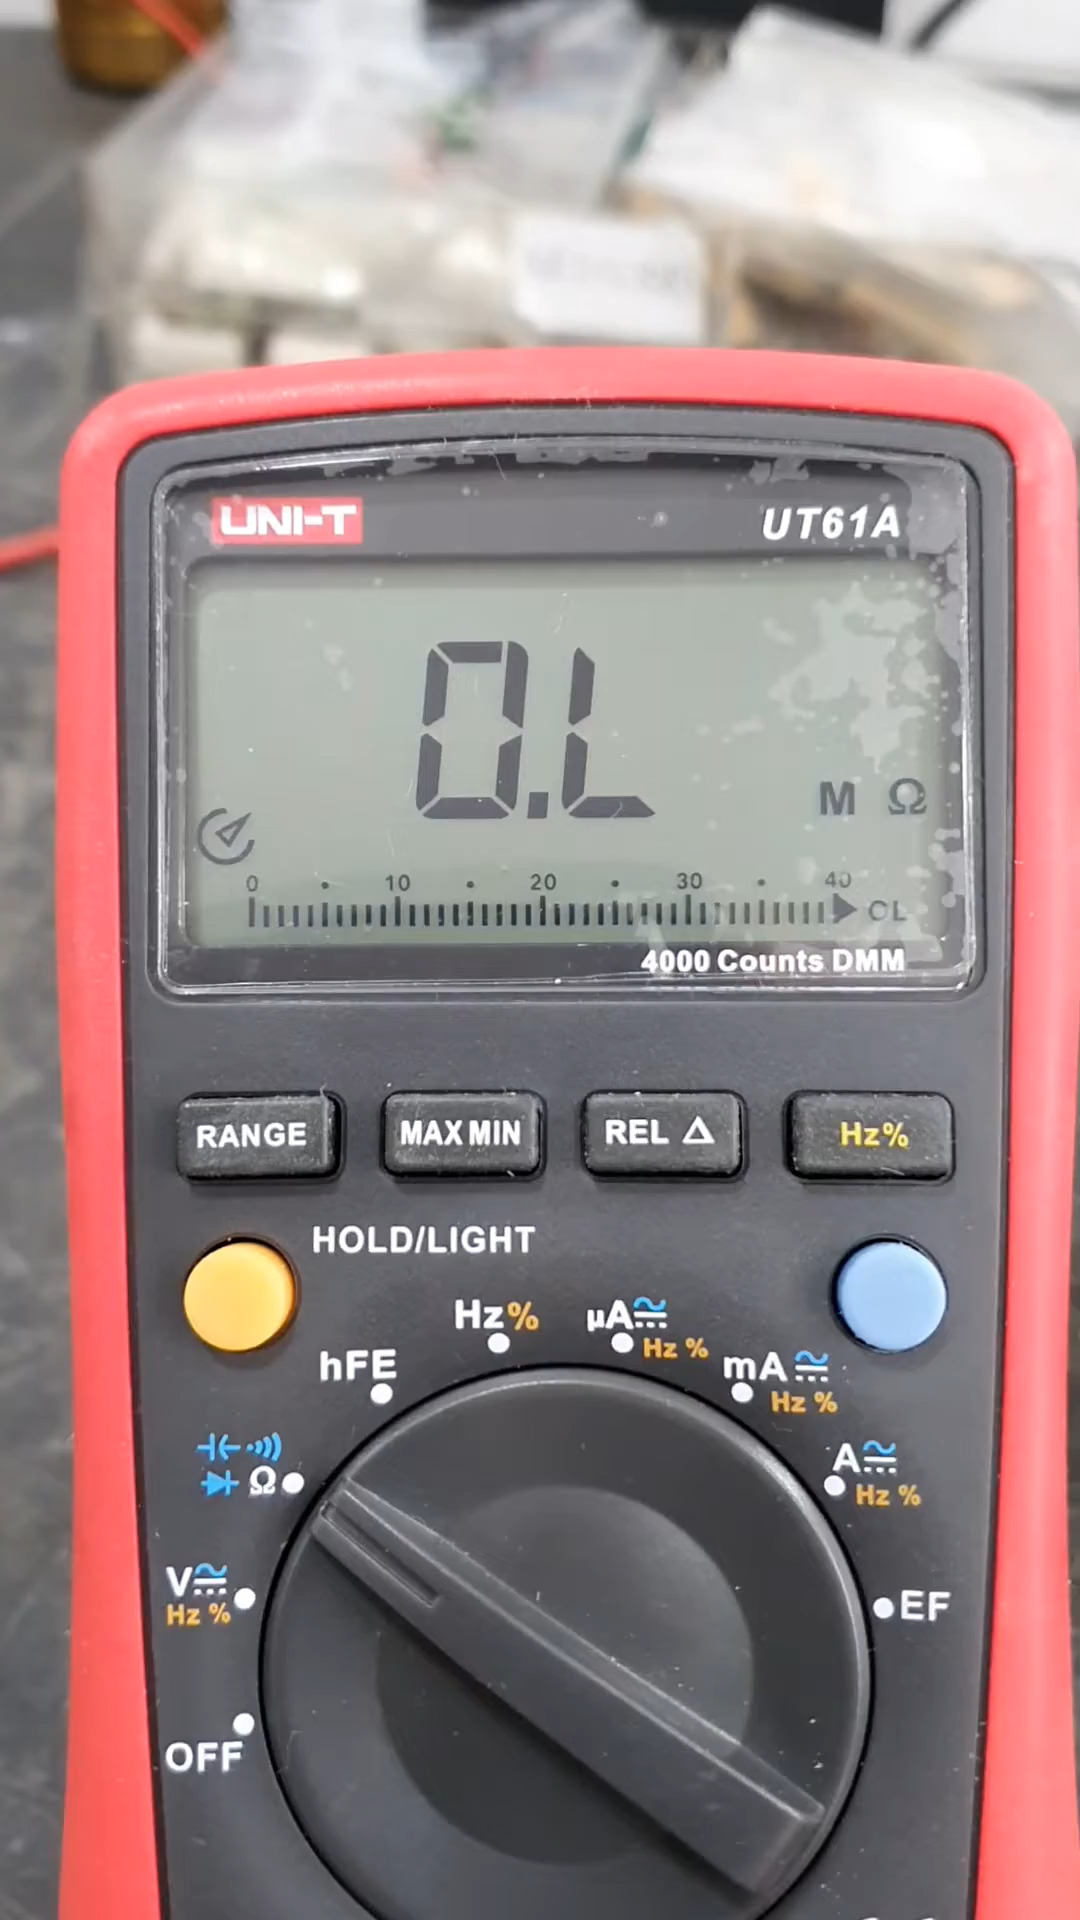 UNI-T UT61A
0.L
M Ω
0 10 20 30 40 OL
4000 Counts DMM
RANGE MAX MIN REL Δ Hz%
HOLD/LIGHT
Hz%
µA
Hz %
hFE
mA
Hz %
Ω
A
Hz %
V
Hz %
EF
OFF